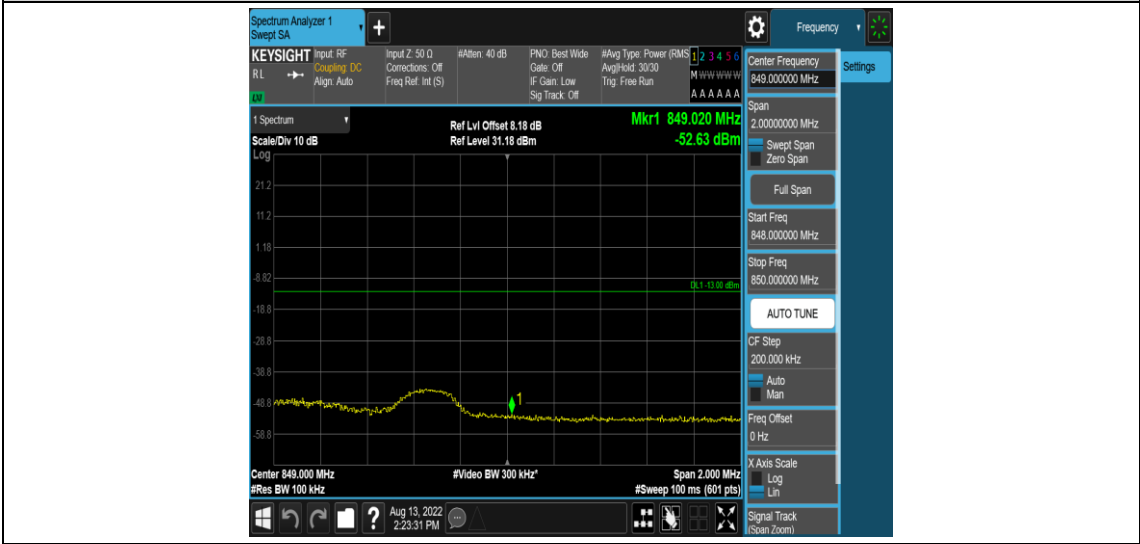 Spectrum Analyzer 1
Swept SA
+
Frequency
KEYSIGHT
R L
Input: RF
Coupling: DC
Align: Auto
Input Z: 50 Ω
Corrections: Off
Freq Ref: Int (S)
#Atten: 40 dB
PNO: Best Wide
Gate: Off
IF Gain: Low
Sig Track: Off
#Avg Type: Power (RMS
Avg|Hold: 30/30
Trig: Free Run
1 2 3 4 5 6
M W W W W W
A A A A A A
1 Spectrum
Scale/Div 10 dB
Log
Ref Lvl Offset 8.18 dB
Ref Level 31.18 dBm
Mkr1 849.020 MHz
-52.63 dBm
21.2
11.2
1.18
-8.82
DL1 -13.00 dBm
-18.8
-28.8
-38.8
-48.8
-58.8
1
Center 849.000 MHz
#Res BW 100 kHz
#Video BW 300 kHz*
Span 2.000 MHz
#Sweep 100 ms (601 pts)
?
Aug 13, 2022
2:23:31 PM
Center Frequency
849.000000 MHz
Settings
Span
2.00000000 MHz
Swept Span
Zero Span
Full Span
Start Freq
848.000000 MHz
Stop Freq
850.000000 MHz
AUTO TUNE
CF Step
200.000 kHz
Auto
Man
Freq Offset
0 Hz
X Axis Scale
Log
Lin
Signal Track
(Span Zoom)